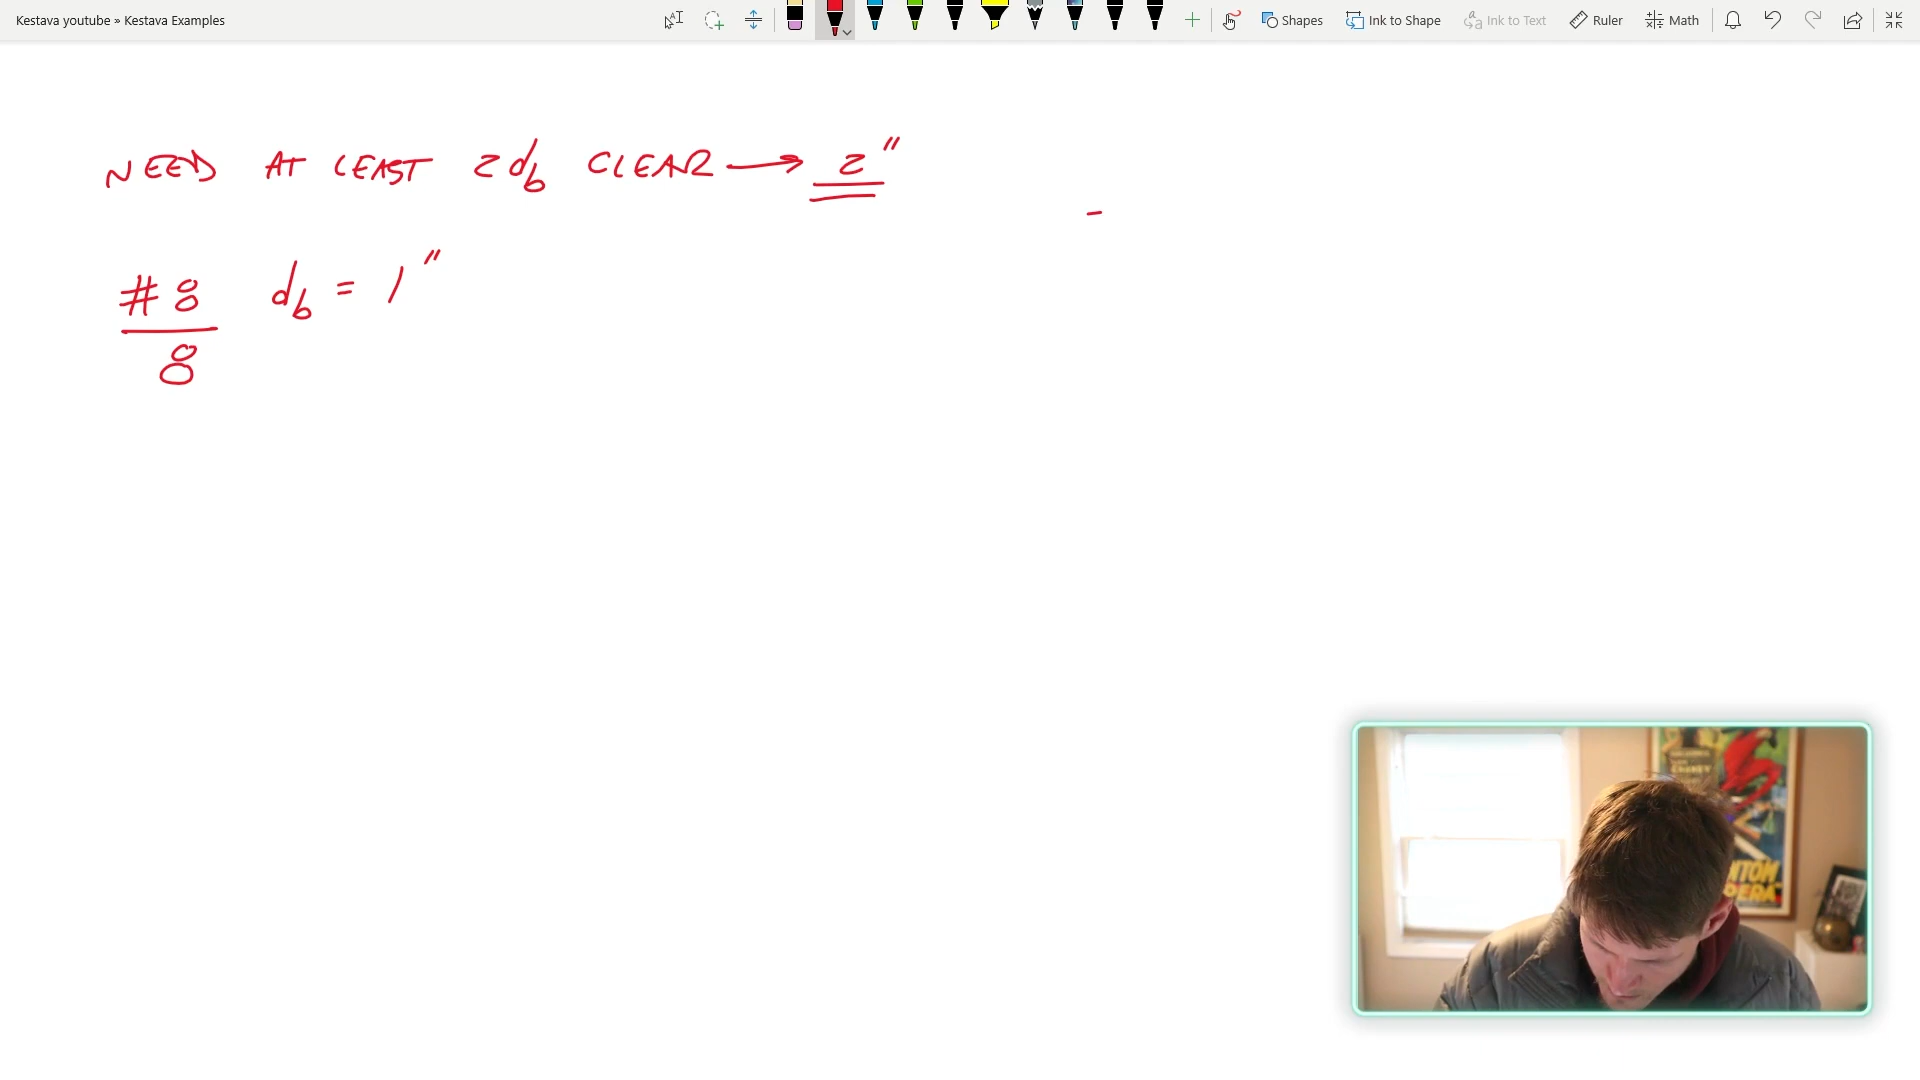 Kestava youtube » Kestava Examples
Shapes
Ink to Shape
Ink to Text
Ruler
Math
NEED AT LEAST 2db CLEAR → 2"
#8 db = 1"
8